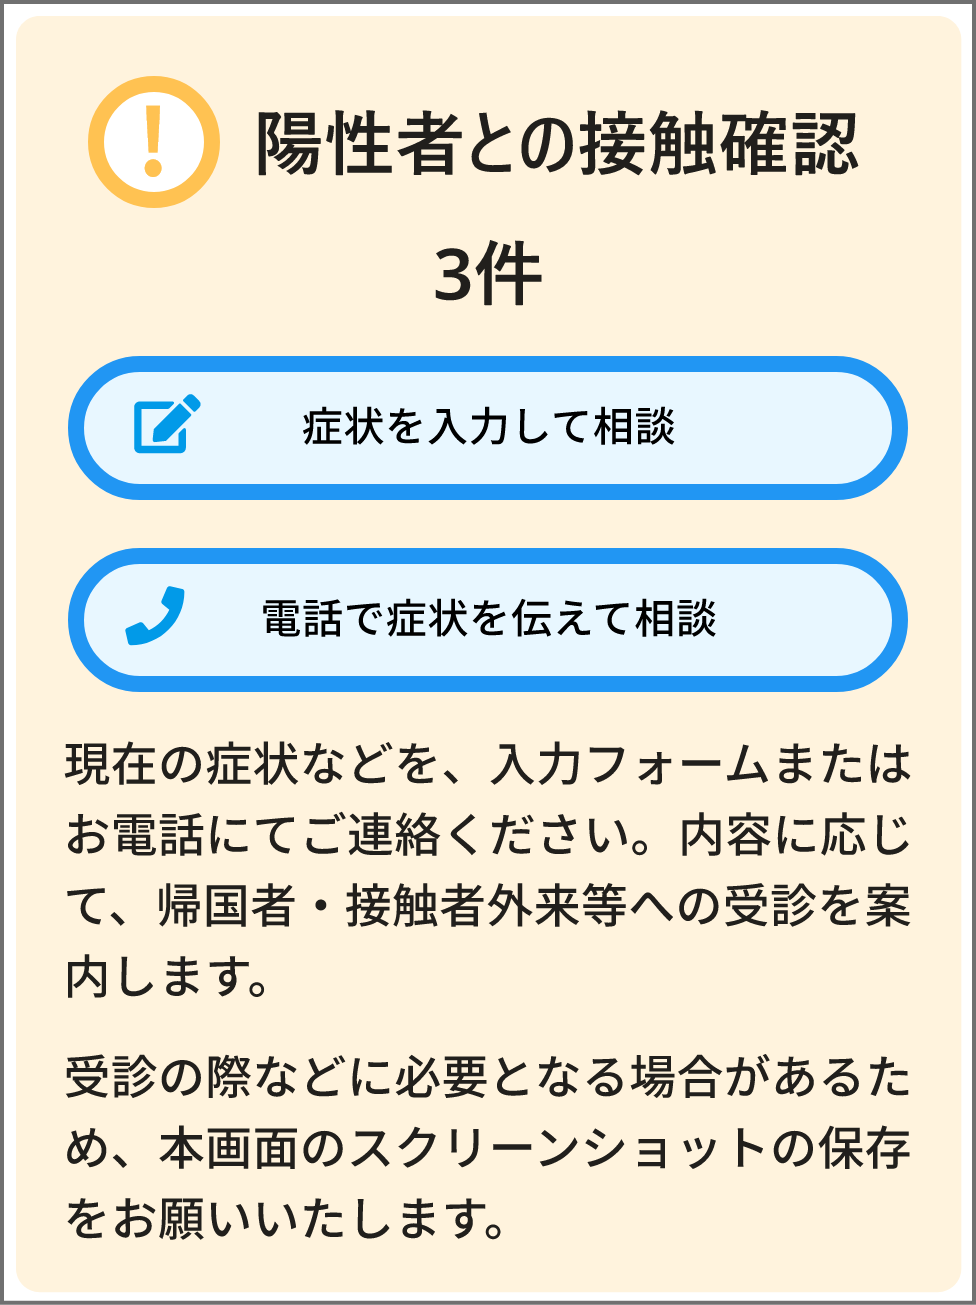 陽性者との接触確認
3件
症状を入力して相談
電話で症状を伝えて相談
現在の症状などを、入力フォームまたは
お電話にてご連絡ください。内容に応じ
て、帰国者・接触者外来等への受診を案
内します。
受診の際などに必要となる場合があるた
め、本画面のスクリーンショットの保存
をお願いいたします。